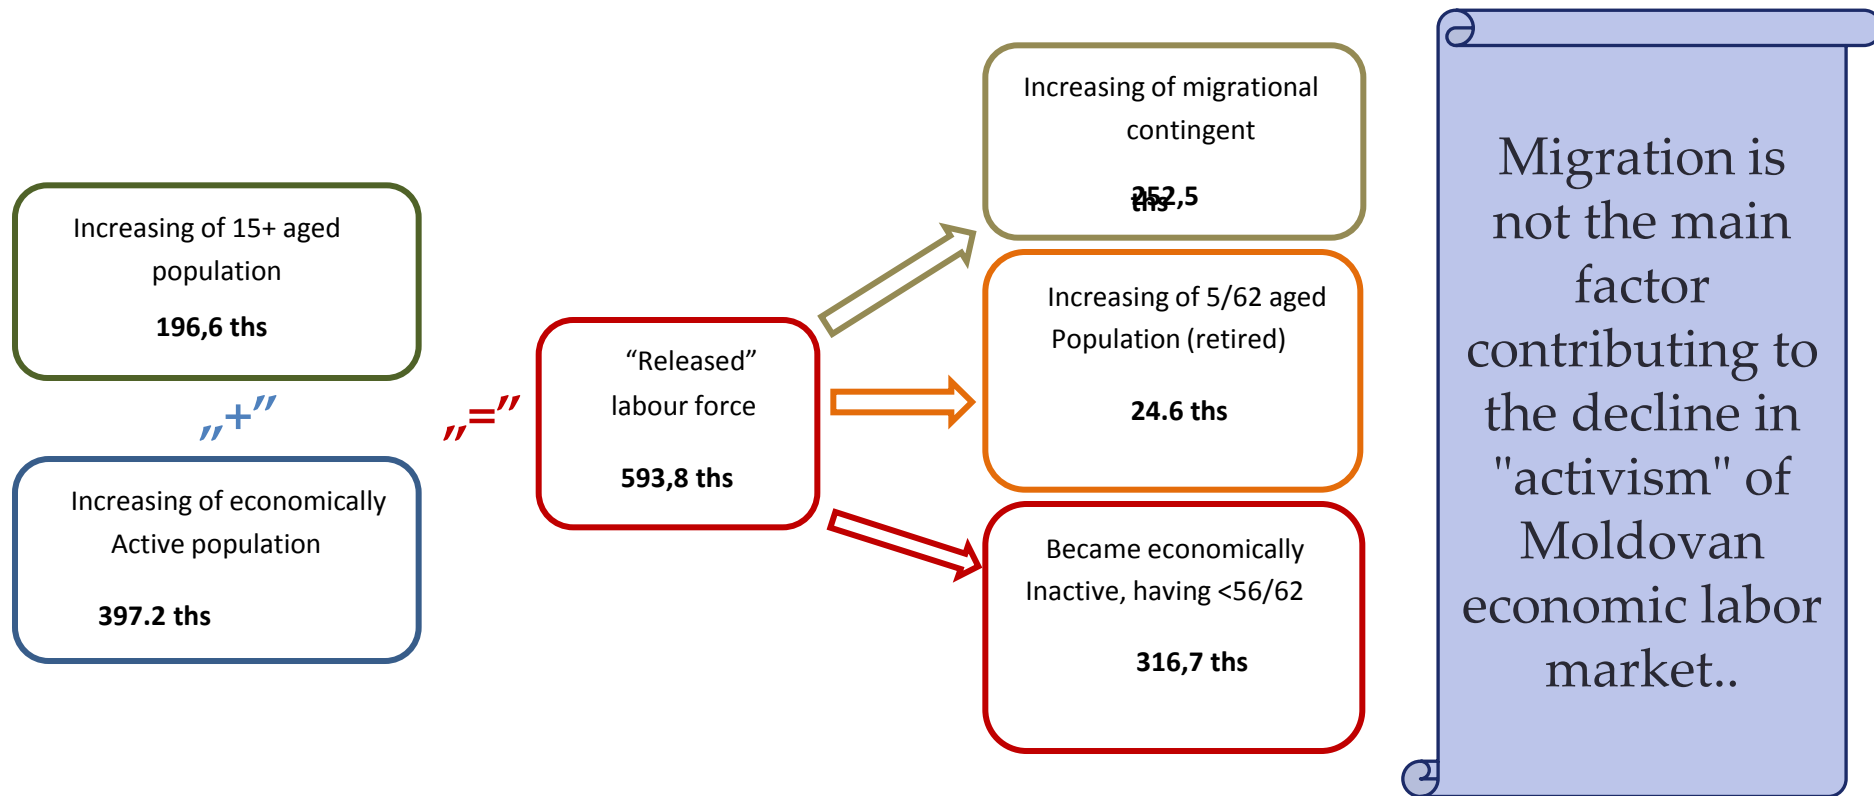 Increasing of 15+ aged
population
196,6 ths
„+”
Increasing of economically
Active population
397.2 ths
„=”
“Released”
labour force
593,8 ths
Increasing of migrational
contingent
252,5
ths
Increasing of 5/62 aged
Population (retired)
24.6 ths
Became economically
Inactive, having <56/62
316,7 ths
Migration is
not the main
factor
contributing to
the decline in
"activism" of
Moldovan
economic labor
market..